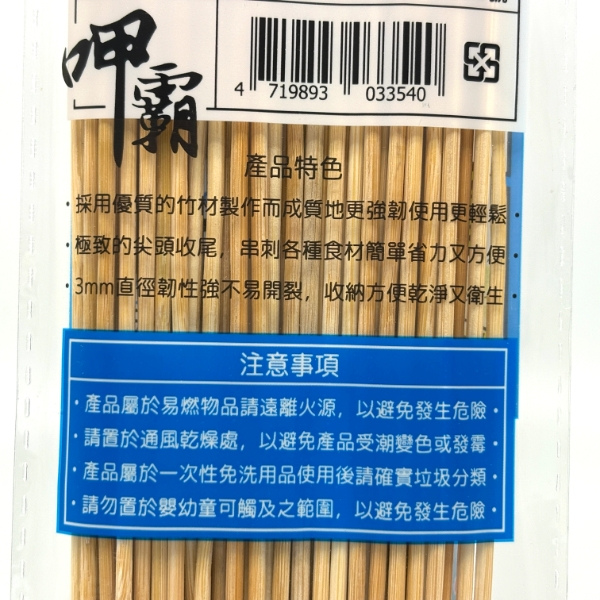 呷霸
4 719893 033540
產品特色
·採用優質的竹材製作而成質地更強韌使用更輕鬆
·極致的尖頭收尾，串刺各種食材簡單省力又方便
·3mm直徑韌性強不易開裂，收納方便乾淨又衛生
注意事項
·產品屬於易燃物品請遠離火源，以避免發生危險·
·請置於通風乾燥處，以避免產品受潮變色或發霉·
·產品屬於一次性免洗用品使用後請確實垃圾分類·
·請勿置於嬰幼童可觸及之範圍，以避免發生危險·